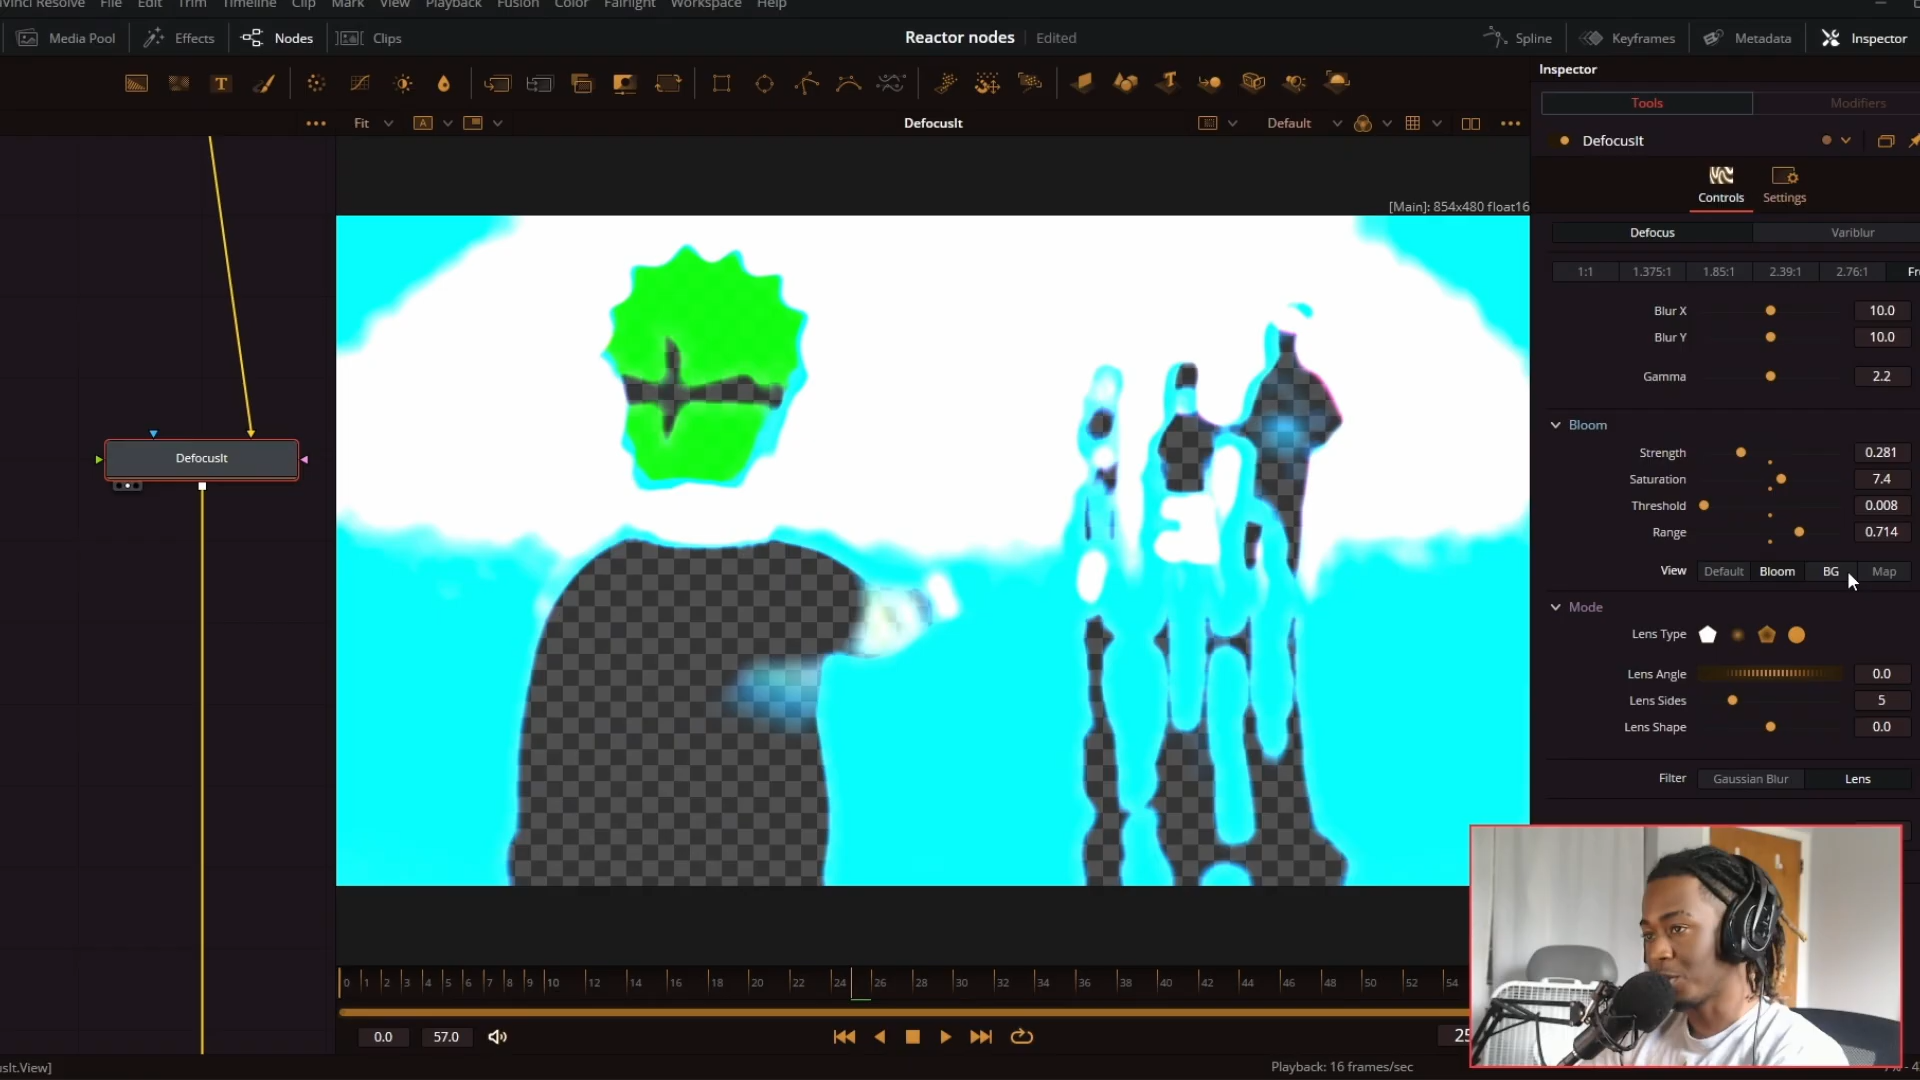 Vinci Resolve File Edit Trim Timeline Clip Mark View Playback Fusion Color Fairlight Workspace Help
Media Pool Effects Nodes Clips Reactor nodes Edited Spline Keyframes Metadata Inspector
Inspector
T T
Tools Modifiers
Fit A DefocusIt Default
DefocusIt
Controls Settings
[Main]: 854x480 float16
Defocus Variblur
1:1 1.375:1 1.85:1 2.39:1 2.76:1 Fr
Blur X 10.0
Blur Y 10.0
Gamma 2.2
Bloom
Strength 0.281
DefocusIt
Saturation 7.4
Threshold 0.008
Range 0.714
View Default Bloom BG Map
Mode
Lens Type
Lens Angle 0.0
Lens Sides 5
Lens Shape 0.0
Filter Gaussian Blur Lens
0 1 2 3 4 5 6 7 8 9 10 12 14 16 18 20 22 24 26 28 30 32 34 36 38 40 42 44 46 48 50 52 54
0.0 57.0 25
usIt.View] Playback: 16 frames/sec